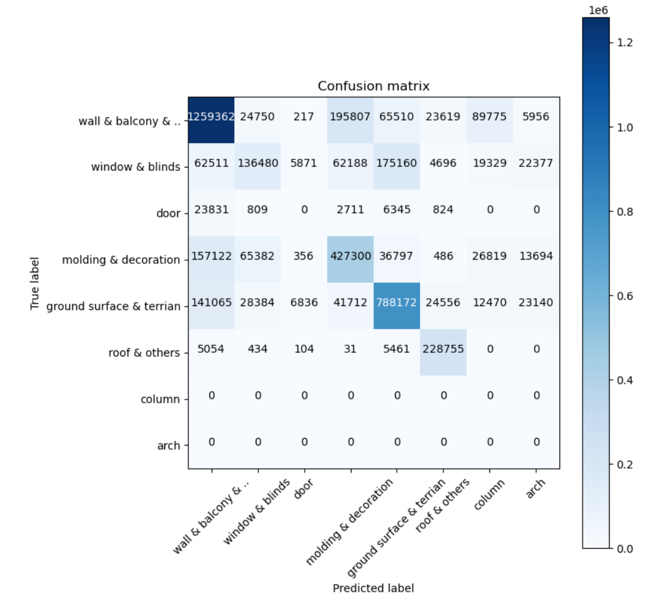 1e6
Confusion matrix
wall & balcony & .. 1259362 24750 217 195807 65510 23619 89775 5956
window & blinds 62511 136480 5871 62188 175160 4696 19329 22377
door 23831 809 0 2711 6345 824 0 0
molding & decoration 157122 65382 356 427300 36797 486 26819 13694
ground surface & terrian 141065 28384 6836 41712 788172 24556 12470 23140
roof & others 5054 434 104 31 5461 228755 0 0
column 0 0 0 0 0 0 0 0
arch 0 0 0 0 0 0 0 0
True label
wall & balcony & ..
window & blinds
door
molding & decoration
ground surface & terrian
roof & others
column
arch
Predicted label
1.2
1.0
0.8
0.6
0.4
0.2
0.0